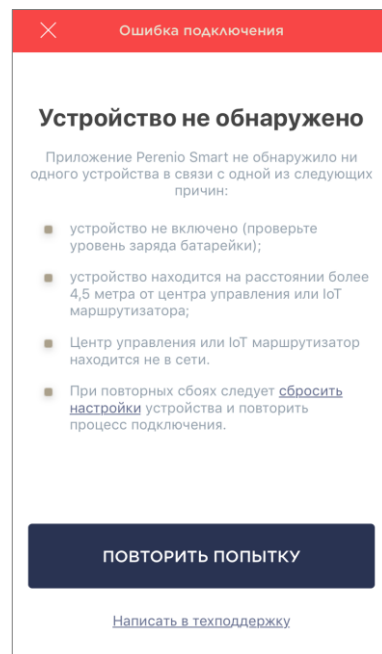 Ошибка подключения
Устройство не обнаружено
Приложение Perenio Smart не обнаружило ни
одного устройства в связи с одной из следующих
причин:
устройство не включено (проверьте
уровень заряда батарейки);
устройство находится на расстоянии более
4,5 метра от центра управления или IoT
маршрутизатора;
Центр управления или IoT маршрутизатор
находится не в сети.
При повторных сбоях следует сбросить
настройки устройства и повторить
процесс подключения.
ПОВТОРИТЬ ПОПЫТКУ
Написать в техподдержку